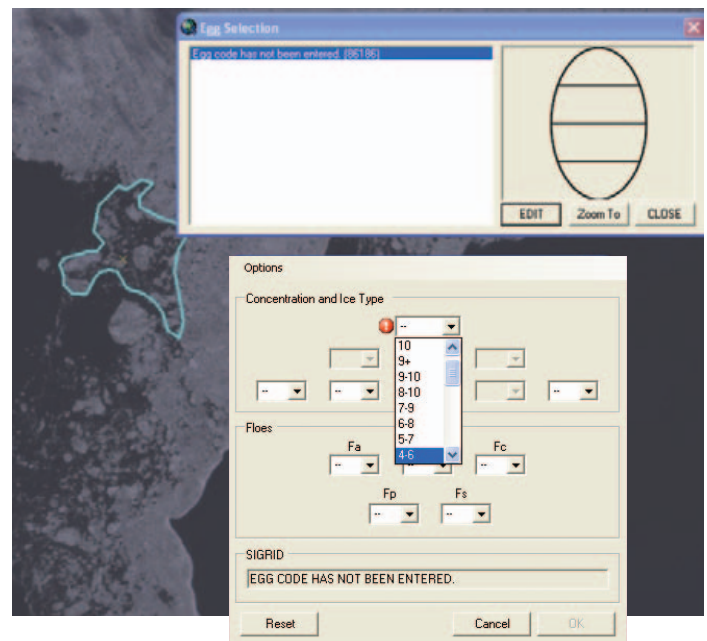 Egg Selection
Egg code has not been entered. (86186)
EDIT
Zoom To
CLOSE
Options
Concentration and Ice Type
--
10
9+
9-10
8-10
7-9
6-8
5-7
4-6
-- -- --
Floes
Fa Fc
-- -- --
Fp Fs
-- --
SIGRID
EGG CODE HAS NOT BEEN ENTERED.
Reset Cancel OK